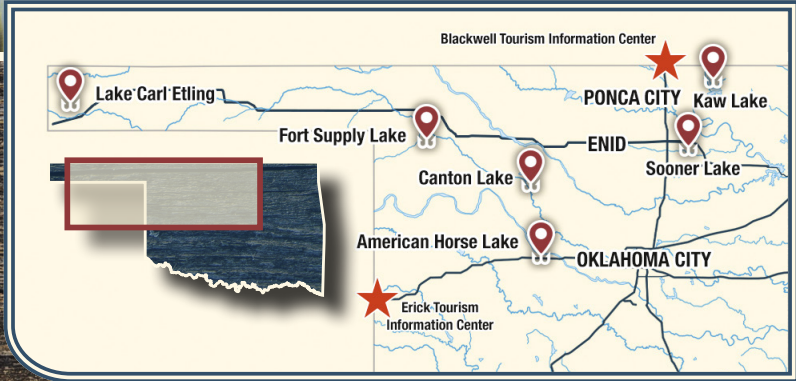 Blackwell Tourism Information Center
Lake Carl Etling
PONCA CITY
Kaw Lake
Fort Supply Lake
ENID
Sooner Lake
Canton Lake
American Horse Lake
OKLAHOMA CITY
Erick Tourism
Information Center